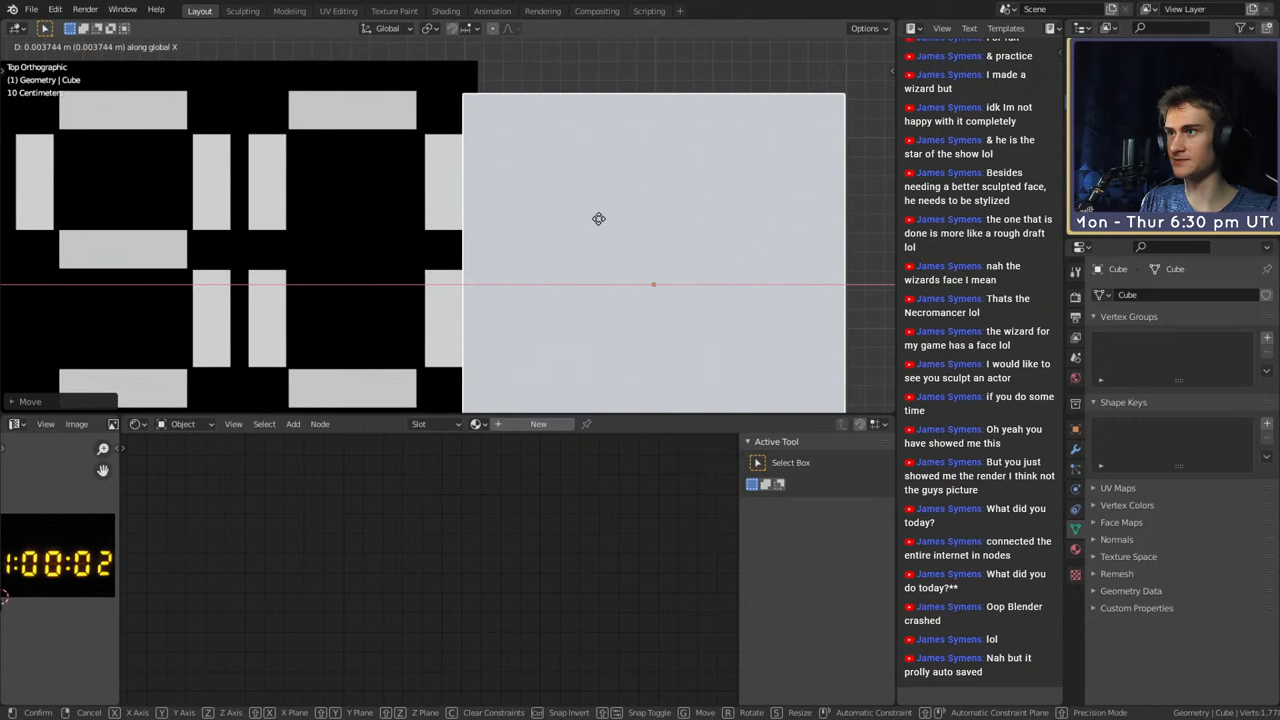 File Edit Render Window Help Layout Sculpting Modeling UV Editing Texture Paint Shading Animation Rendering Compositing Scripting Scene View Layer
Global Options View Text Templates
D: 0.003744 m (0.003744 m) along global X
Top Orthographic
(1) Geometry | Cube
10 Centimeters
Move
View Image Object View Select Add Node Slot New
Active Tool
Select Box
1:00:02
& practice
James Symens: I made a
wizard but
James Symens: idk Im not
happy with it completely
James Symens: & he is the
star of the show lol
James Symens: Besides
needing a better sculpted face,
he needs to be stylized
James Symens: the one that is
done is more like a rough draft
lol
James Symens: nah the
wizards face I mean
James Symens: Thats the
Necromancer lol
James Symens: the wizard for
my game has a face lol
James Symens: I would like to
see you sculpt an actor
James Symens: if you do some
time
James Symens: Oh yeah you
have showed me this
James Symens: But you just
showed me the render I think not
the guys picture
James Symens: What did you
today?
James Symens: connected the
entire internet in nodes
James Symens: What did you
do today?**
James Symens: Oop Blender
crashed
James Symens: lol
James Symens: Nah but it
prolly auto saved
Mon - Thur 6:30 pm UTC
Cube Cube
Cube
Vertex Groups
Shape Keys
UV Maps
Vertex Colors
Face Maps
Normals
Texture Space
Remesh
Geometry Data
Custom Properties
Confirm Cancel X X Axis Y Y Axis Z Z Axis X X Plane Y Y Plane Z Z Plane C Clear Constraints Snap Invert Snap Toggle G Move R Rotate S Resize Automatic Constraint Automatic Constraint Plane Precision Mode Geometry | Cube | Verts:1,77